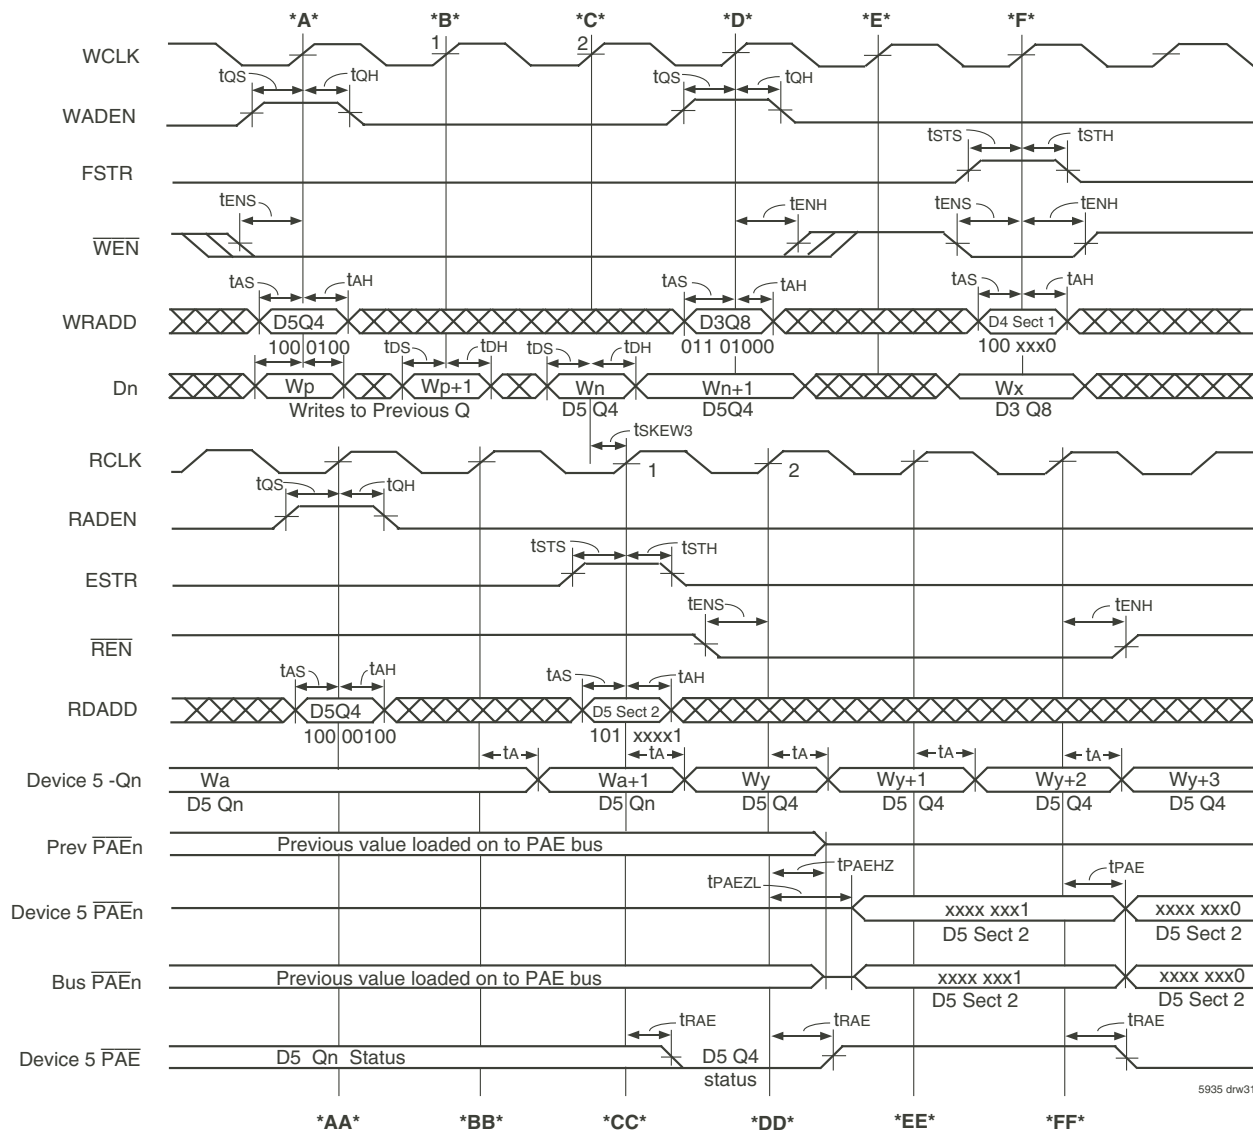 *A* *B* *C* *D* *E* *F*
WCLK 1 2
tQS tQH tQS tQH
WADEN
tSTS tSTH
FSTR
tENS tENH tENS tENH
WEN
tAS tAH tAS tAH tAS tAH
WRADD D5Q4 D3Q8 D4 Sect 1
100 0100 tDS tDH tDS tDH 011 01000 100 xxx0
Dn Wp Wp+1 Wn Wn+1 Wx
Writes to Previous Q D5 Q4 D5Q4 D3 Q8
tSKEW3
RCLK 1 2
tQS tQH
RADEN
tSTS tSTH
ESTR
tENS tENH
REN
tAS tAH tAS tAH
RDADD D5Q4 D5 Sect 2
100 00100 101 xxxx1
tA tA tA tA tA
Device 5 -Qn Wa Wa+1 Wy Wy+1 Wy+2 Wy+3
D5 Qn D5 Qn D5 Q4 D5 Q4 D5 Q4 D5 Q4
Prev PAEn Previous value loaded on to PAE bus
tPAEHZ tPAE
tPAEZL
Device 5 PAEn xxxx xxx1 xxxx xxx0
D5 Sect 2 D5 Sect 2
Bus PAEn Previous value loaded on to PAE bus xxxx xxx1 xxxx xxx0
D5 Sect 2 D5 Sect 2
tRAE tRAE tRAE
Device 5 PAE D5 Qn Status D5 Q4
status
5935 drw31
*AA* *BB* *CC* *DD* *EE* *FF*